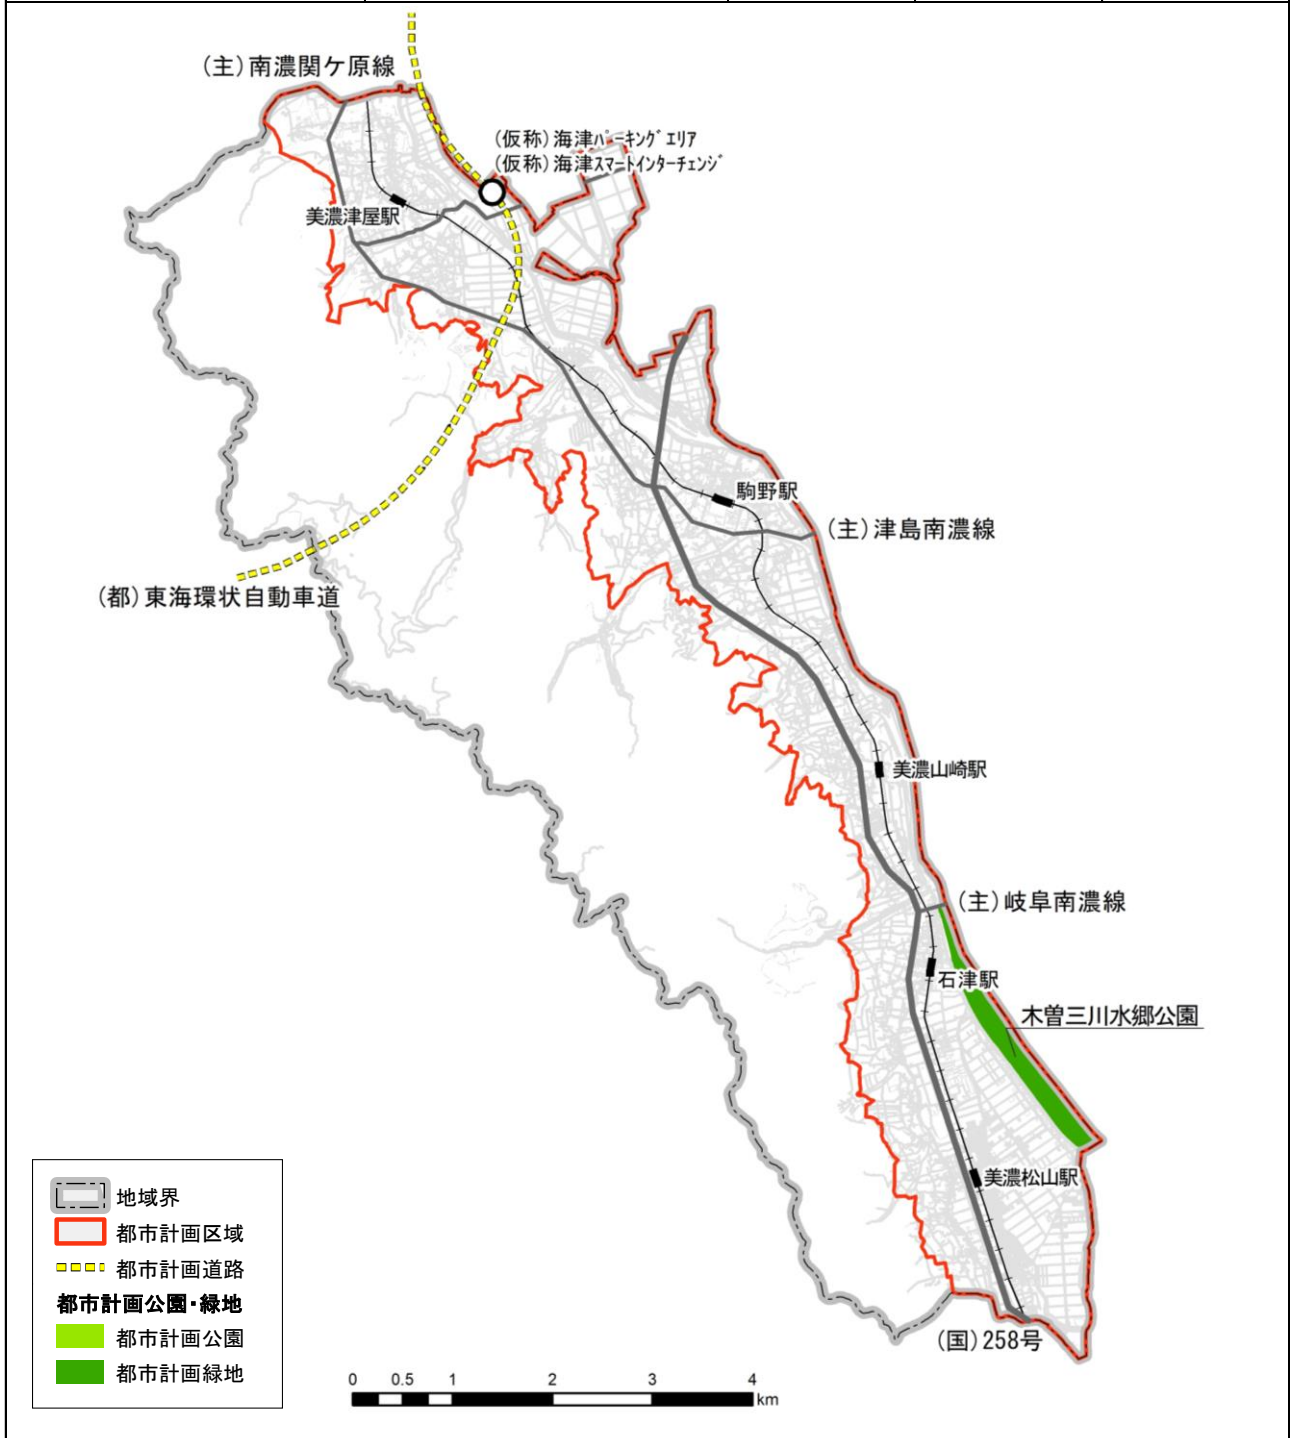 (主)南濃関ケ原線
(仮称)海津パーキングエリア
(仮称)海津スマートインターチェンジ
美濃津屋駅
駒野駅
(主)津島南濃線
(都)東海環状自動車道
美濃山崎駅
(主)岐阜南濃線
石津駅
木曽三川水郷公園
美濃松山駅
(国)258号
地域界
都市計画区域
都市計画道路
都市計画公園・緑地
都市計画公園
都市計画緑地
0 0.5 1 2 3 4
km